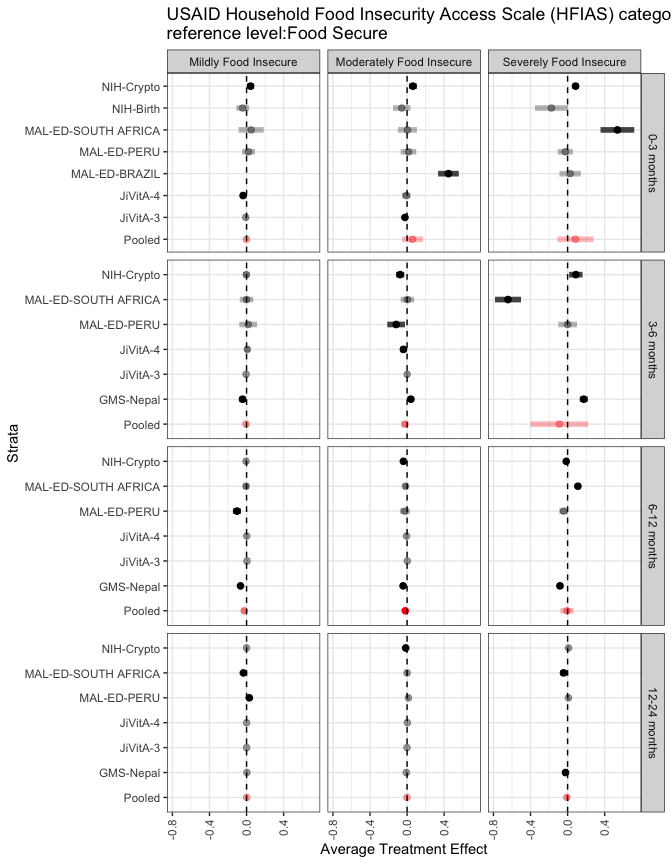 USAID Household Food Insecurity Access Scale (HFIAS) catego
reference level:Food Secure
Mildly Food Insecure
Moderately Food Insecure
Severely Food Insecure
NIH-Crypto
NIH-Birth
MAL-ED-SOUTH AFRICA
MAL-ED-PERU
MAL-ED-BRAZIL
JiVitA-4
JiVitA-3
Pooled
0-3 months
NIH-Crypto
MAL-ED-SOUTH AFRICA
MAL-ED-PERU
JiVitA-4
JiVitA-3
GMS-Nepal
Pooled
3-6 months
Strata
NIH-Crypto
MAL-ED-SOUTH AFRICA
MAL-ED-PERU
JiVitA-4
JiVitA-3
GMS-Nepal
Pooled
6-12 months
NIH-Crypto
MAL-ED-SOUTH AFRICA
MAL-ED-PERU
JiVitA-4
JiVitA-3
GMS-Nepal
Pooled
12-24 months
-0.8 -0.4 0.0 0.4
-0.8 -0.4 0.0 0.4
-0.8 -0.4 0.0 0.4
Average Treatment Effect